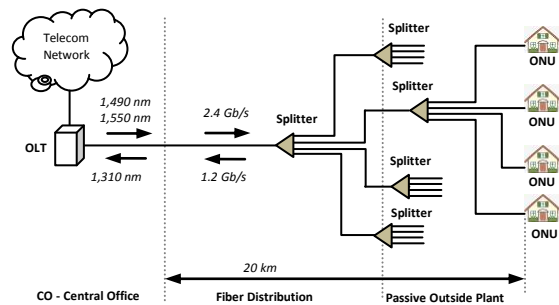 Telecom
Network
1,490 nm
1,550 nm
OLT
1,310 nm
2.4 Gb/s
1.2 Gb/s
Splitter
Splitter
Splitter
Splitter
Splitter
ONU
ONU
ONU
ONU
20 km
CO - Central Office
Fiber Distribution
Passive Outside Plant